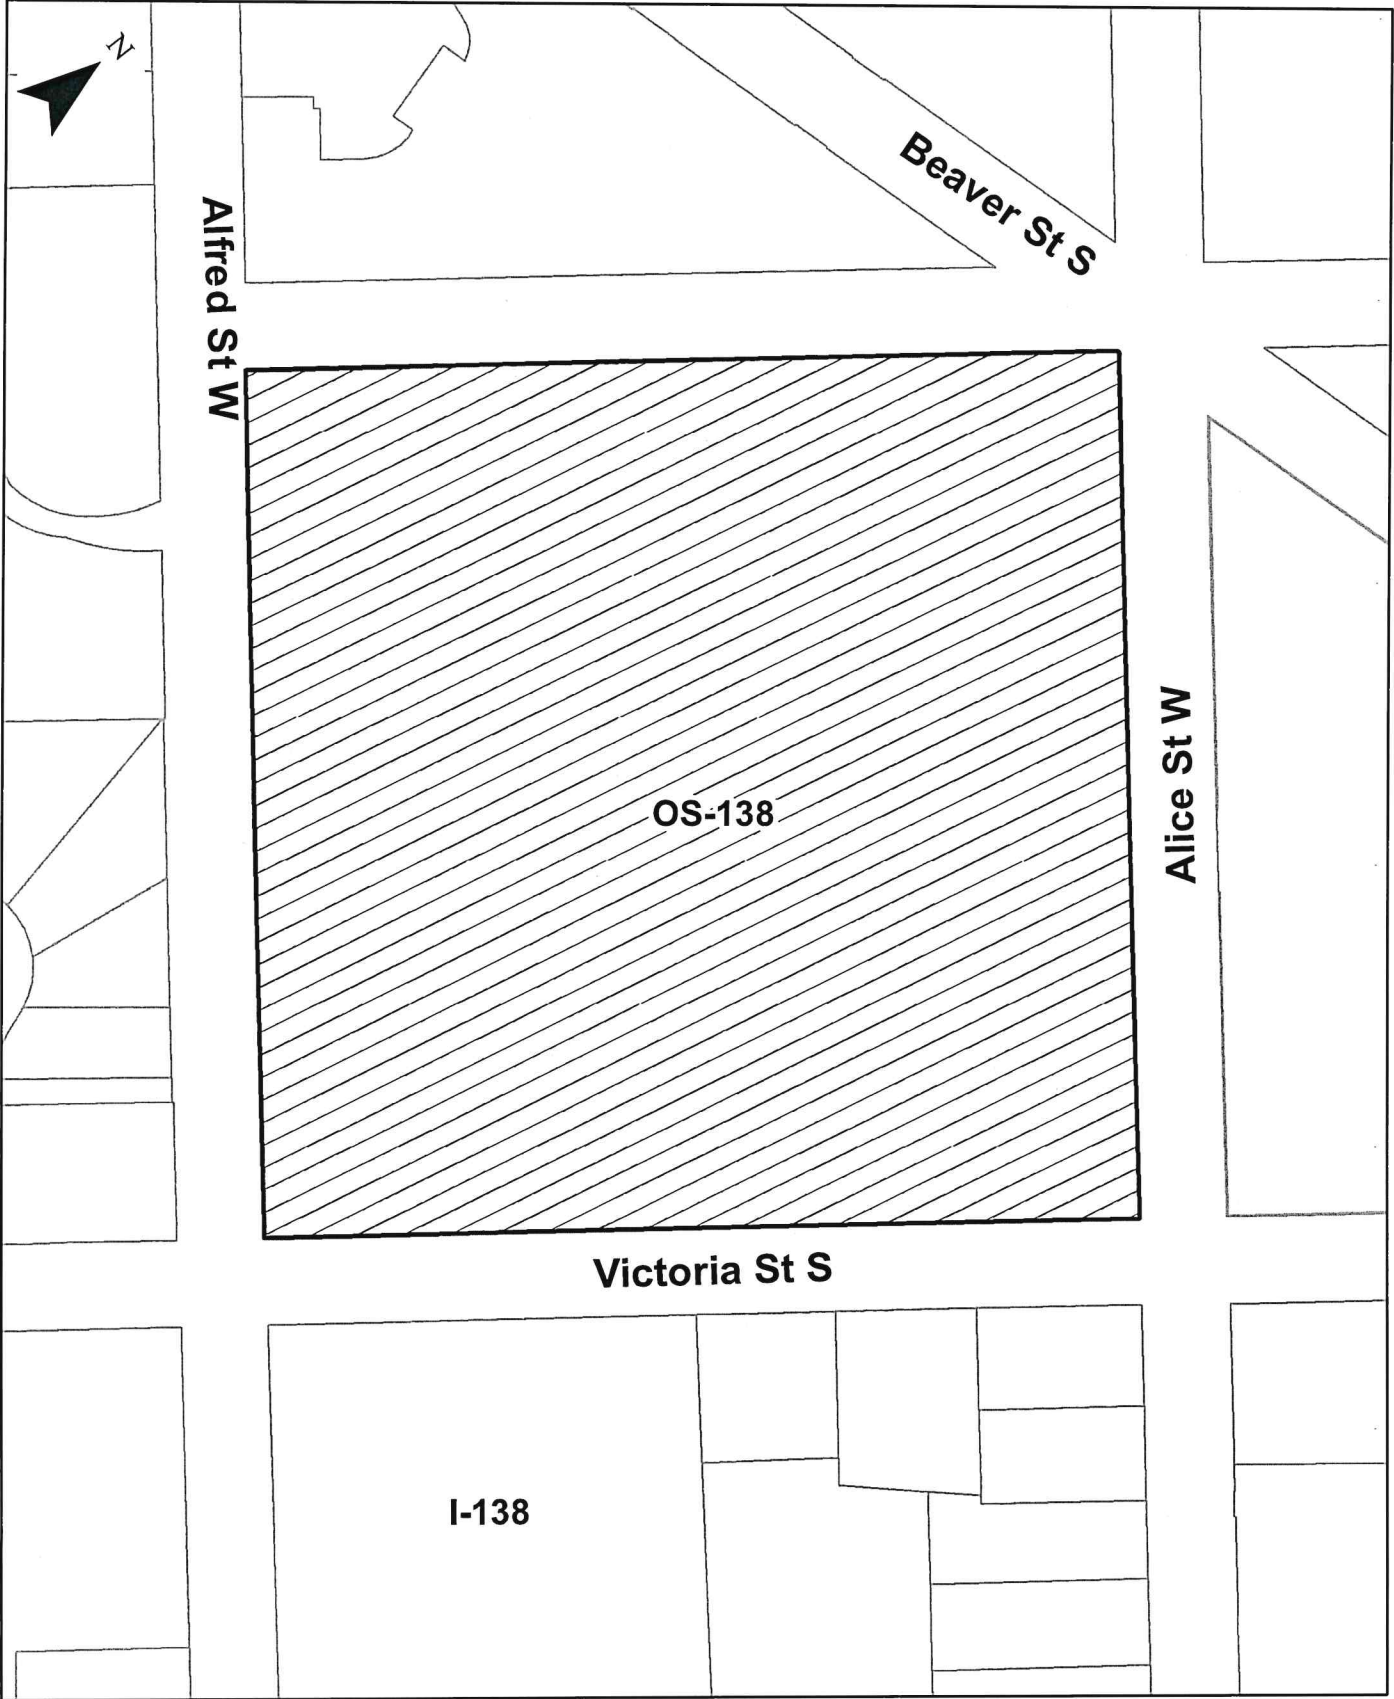 N
Beaver St S
Alfred St W
Alice St W
OS-138
Victoria St S
I-138